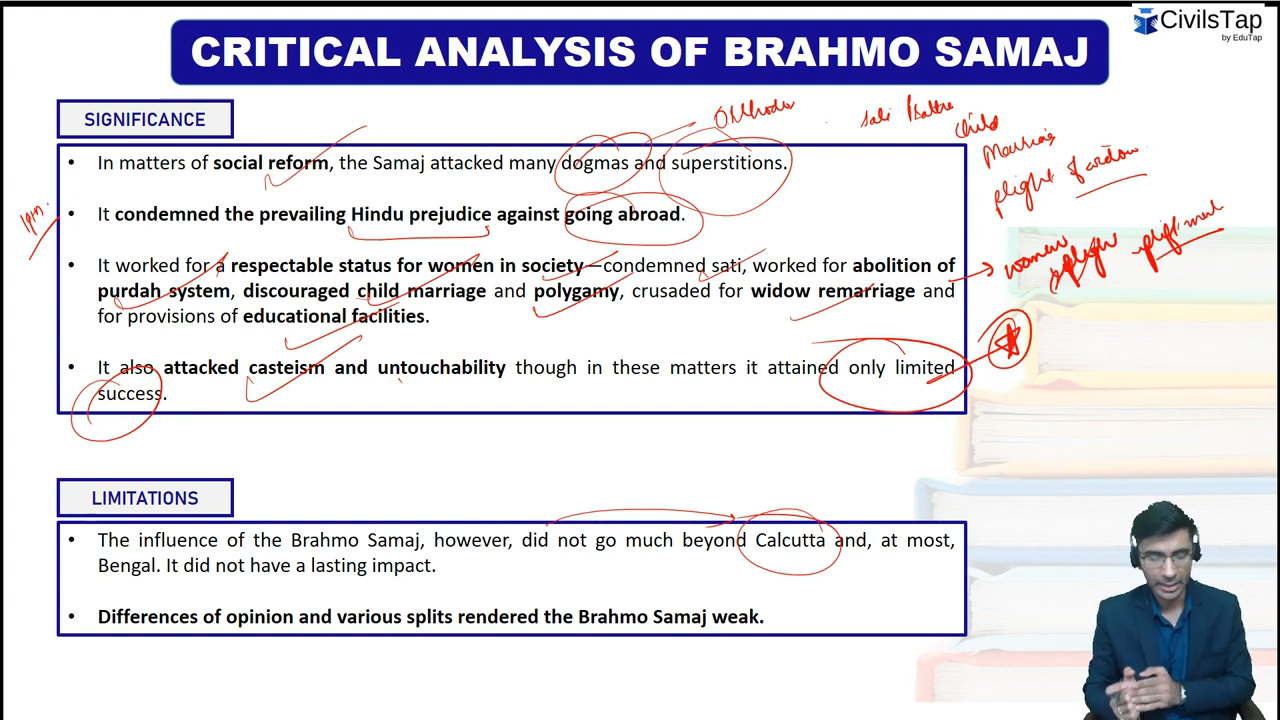 CivilsTap
by EduTap
CRITICAL ANALYSIS OF BRAHMO SAMAJ
SIGNIFICANCE
• In matters of social reform, the Samaj attacked many dogmas and superstitions.
• It condemned the prevailing Hindu prejudice against going abroad.
• It worked for a respectable status for women in society—condemned sati, worked for abolition of
purdah system, discouraged child marriage and polygamy, crusaded for widow remarriage and
for provisions of educational facilities.
• It also attacked casteism and untouchability though in these matters it attained only limited
success.
Orthodox
sati
child
Marriage
plight of widow
women
upliftment
19th
LIMITATIONS
• The influence of the Brahmo Samaj, however, did not go much beyond Calcutta and, at most,
Bengal. It did not have a lasting impact.
• Differences of opinion and various splits rendered the Brahmo Samaj weak.